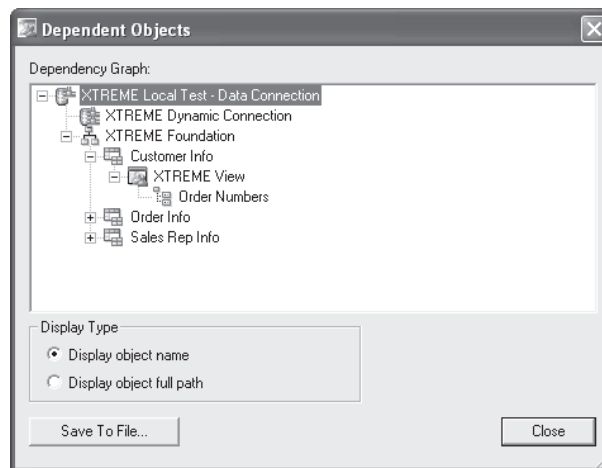 Dependent Objects
Dependency Graph:
XTREME Local Test - Data Connection
XTREME Dynamic Connection
XTREME Foundation
Customer Info
XTREME View
Order Numbers
Order Info
Sales Rep Info
Display Type
Display object name
Display object full path
Save To File...
Close